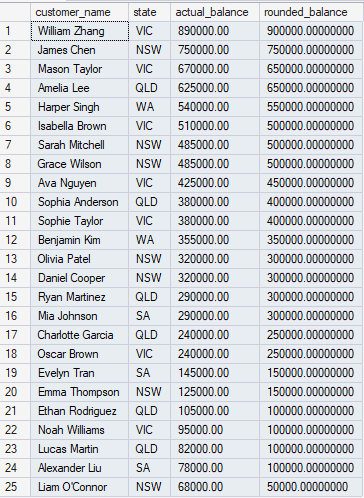 customer_name state actual_balance rounded_balance
1 William Zhang VIC 890000.00 900000.00000000
2 James Chen NSW 750000.00 750000.00000000
3 Mason Taylor VIC 670000.00 650000.00000000
4 Amelia Lee QLD 625000.00 650000.00000000
5 Harper Singh WA 540000.00 550000.00000000
6 Isabella Brown VIC 510000.00 500000.00000000
7 Sarah Mitchell NSW 485000.00 500000.00000000
8 Grace Wilson NSW 485000.00 500000.00000000
9 Ava Nguyen VIC 425000.00 450000.00000000
10 Sophia Anderson QLD 380000.00 400000.00000000
11 Sophie Taylor VIC 380000.00 400000.00000000
12 Benjamin Kim WA 355000.00 350000.00000000
13 Olivia Patel NSW 320000.00 300000.00000000
14 Daniel Cooper NSW 320000.00 300000.00000000
15 Ryan Martinez QLD 290000.00 300000.00000000
16 Mia Johnson SA 290000.00 300000.00000000
17 Charlotte Garcia QLD 240000.00 250000.00000000
18 Oscar Brown VIC 240000.00 250000.00000000
19 Evelyn Tran SA 145000.00 150000.00000000
20 Emma Thompson NSW 125000.00 150000.00000000
21 Ethan Rodriguez QLD 105000.00 100000.00000000
22 Noah Williams VIC 95000.00 100000.00000000
23 Lucas Martin QLD 82000.00 100000.00000000
24 Alexander Liu SA 78000.00 100000.00000000
25 Liam O'Connor NSW 68000.00 50000.00000000